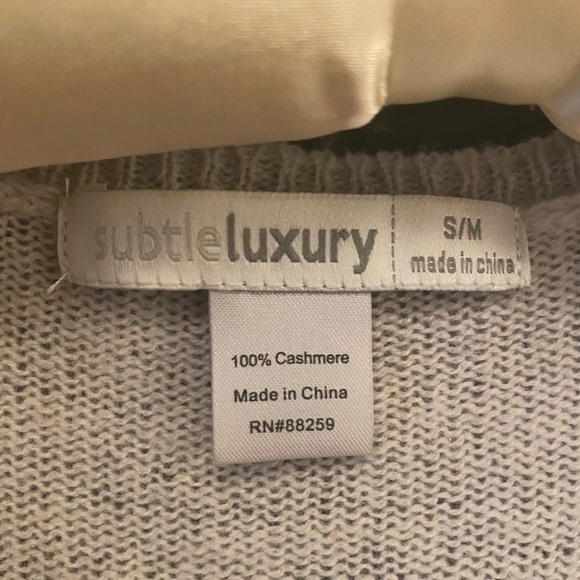 subtleluxury
S/M
made in china
100% Cashmere
Made in China
RN#88259